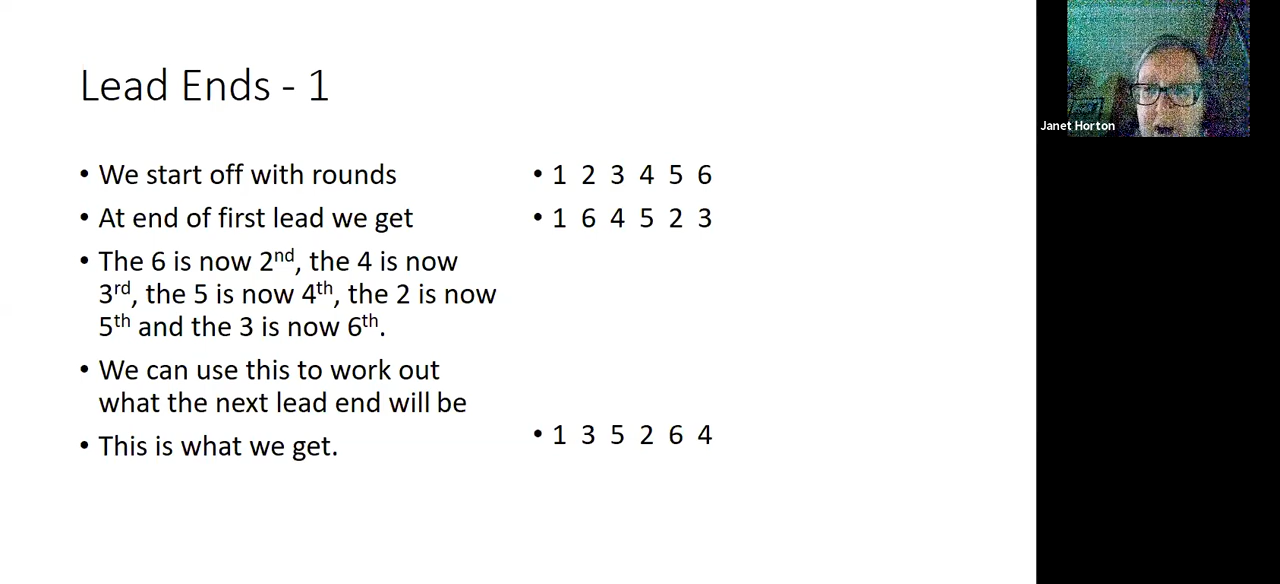 Lead Ends - 1
• We start off with rounds
• At end of first lead we get
• The 6 is now 2nd, the 4 is now
3rd, the 5 is now 4th, the 2 is now
5th and the 3 is now 6th.
• We can use this to work out
what the next lead end will be
• This is what we get.
• 1 2 3 4 5 6
• 1 6 4 5 2 3
• 1 3 5 2 6 4
Janet Horton